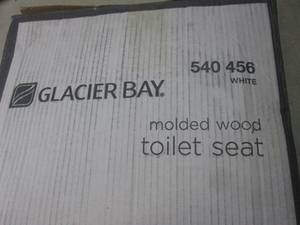 540 456
WHITE
GLACIER BAY®
molded wood
toilet seat